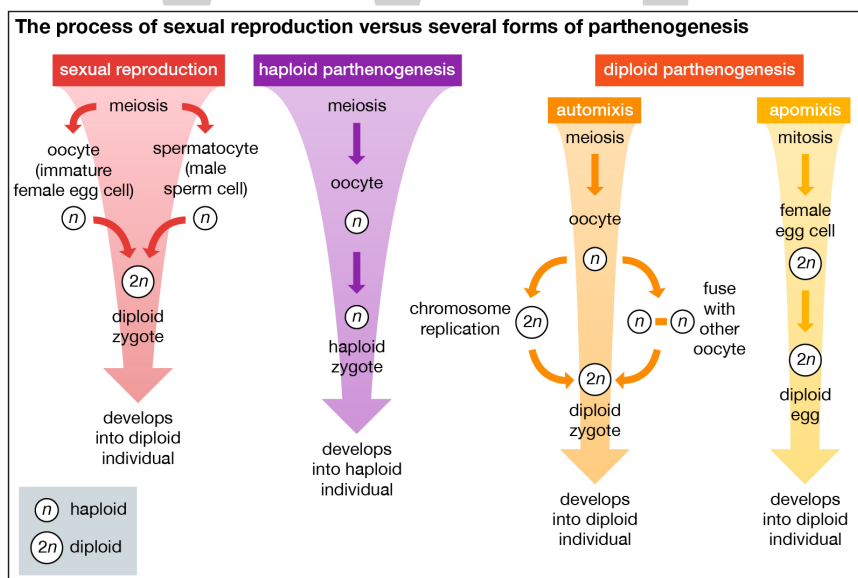 The process of sexual reproduction versus several forms of parthenogenesis
sexual reproduction
meiosis
oocyte
(immature
female egg cell)
n
spermatocyte
(male
sperm cell)
n
2n
diploid
zygote
develops
into diploid
individual
haploid parthenogenesis
meiosis
oocyte
n
n
haploid
zygote
develops
into haploid
individual
diploid parthenogenesis
automixis
meiosis
oocyte
n
chromosome
replication
2n
n
n
fuse
with
other
oocyte
2n
diploid
zygote
develops
into diploid
individual
apomixis
mitosis
female
egg cell
2n
2n
diploid
egg
develops
into diploid
individual
n haploid
2n diploid